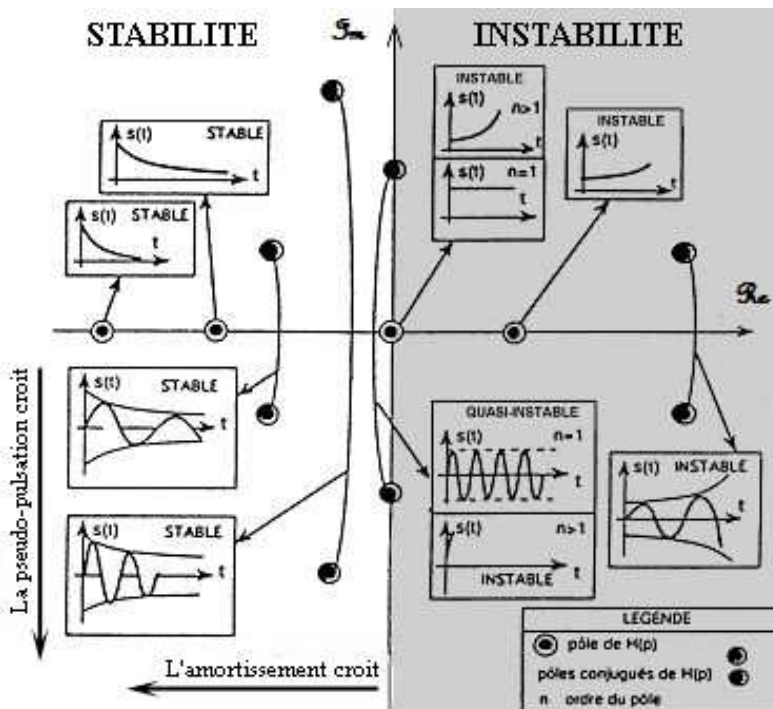 STABILITE
ℐm
INSTABILITE
INSTABLE
s(t)
n>1
t
s(t)
n=1
t
INSTABLE
s(t)
t
s(t)
STABLE
t
s(t)
STABLE
t
ℛe
s(t)
STABLE
t
QUASI-INSTABLE
s(t)
n=1
t
s(t)
n>1
INSTABLE
t
s(t)
INSTABLE
t
s(t)
STABLE
t
La pseudo-pulsation croit
L'amortissement croit
LEGENDE
pôle de H(p)
pôles conjugués de H(p)
n ordre du pôle